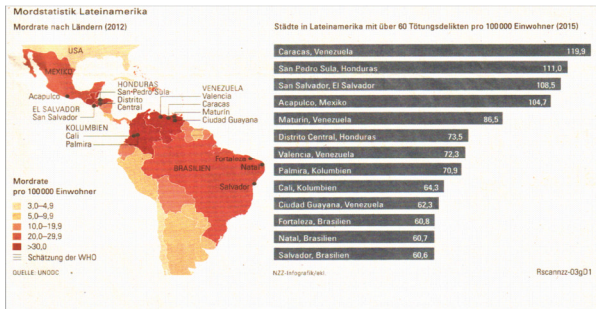 Mordstatistik Lateinamerika
Mordrate nach Ländern (2012)
USA
MEXICO
HONDURAS
San Pedro Sula
Distrito
Central
Acapulco
EL SALVADOR
San Salvador
KOLUMBIEN
Cali
Palmira
VENEZUELA
Valencia
Caracas
Maturín
Ciudad Guayana
BRASILIEN
Fortaleza
Natal
Salvador
Mordrate
pro 100 000 Einwohner
3,0–4,9
5,0–9,9
10,0–19,9
20,0–29,9
>30,0
Schätzung der WHO
QUELLE: UNODC
Städte in Lateinamerika mit über 60 Tötungsdelikten pro 100 000 Einwohner (2015)
Caracas, Venezuela 119,9
San Pedro Sula, Honduras 111,0
San Salvador, El Salvador 108,5
Acapulco, Mexiko 104,7
Maturín, Venezuela 86,5
Distrito Central, Honduras 73,5
Valencia, Venezuela 72,3
Palmira, Kolumbien 70,9
Cali, Kolumbien 64,3
Ciudad Guayana, Venezuela 62,3
Fortaleza, Brasilien 60,8
Natal, Brasilien 60,7
Salvador, Brasilien 60,6
NZZ-Infografik/ekl.
Rscannzz-03gD1